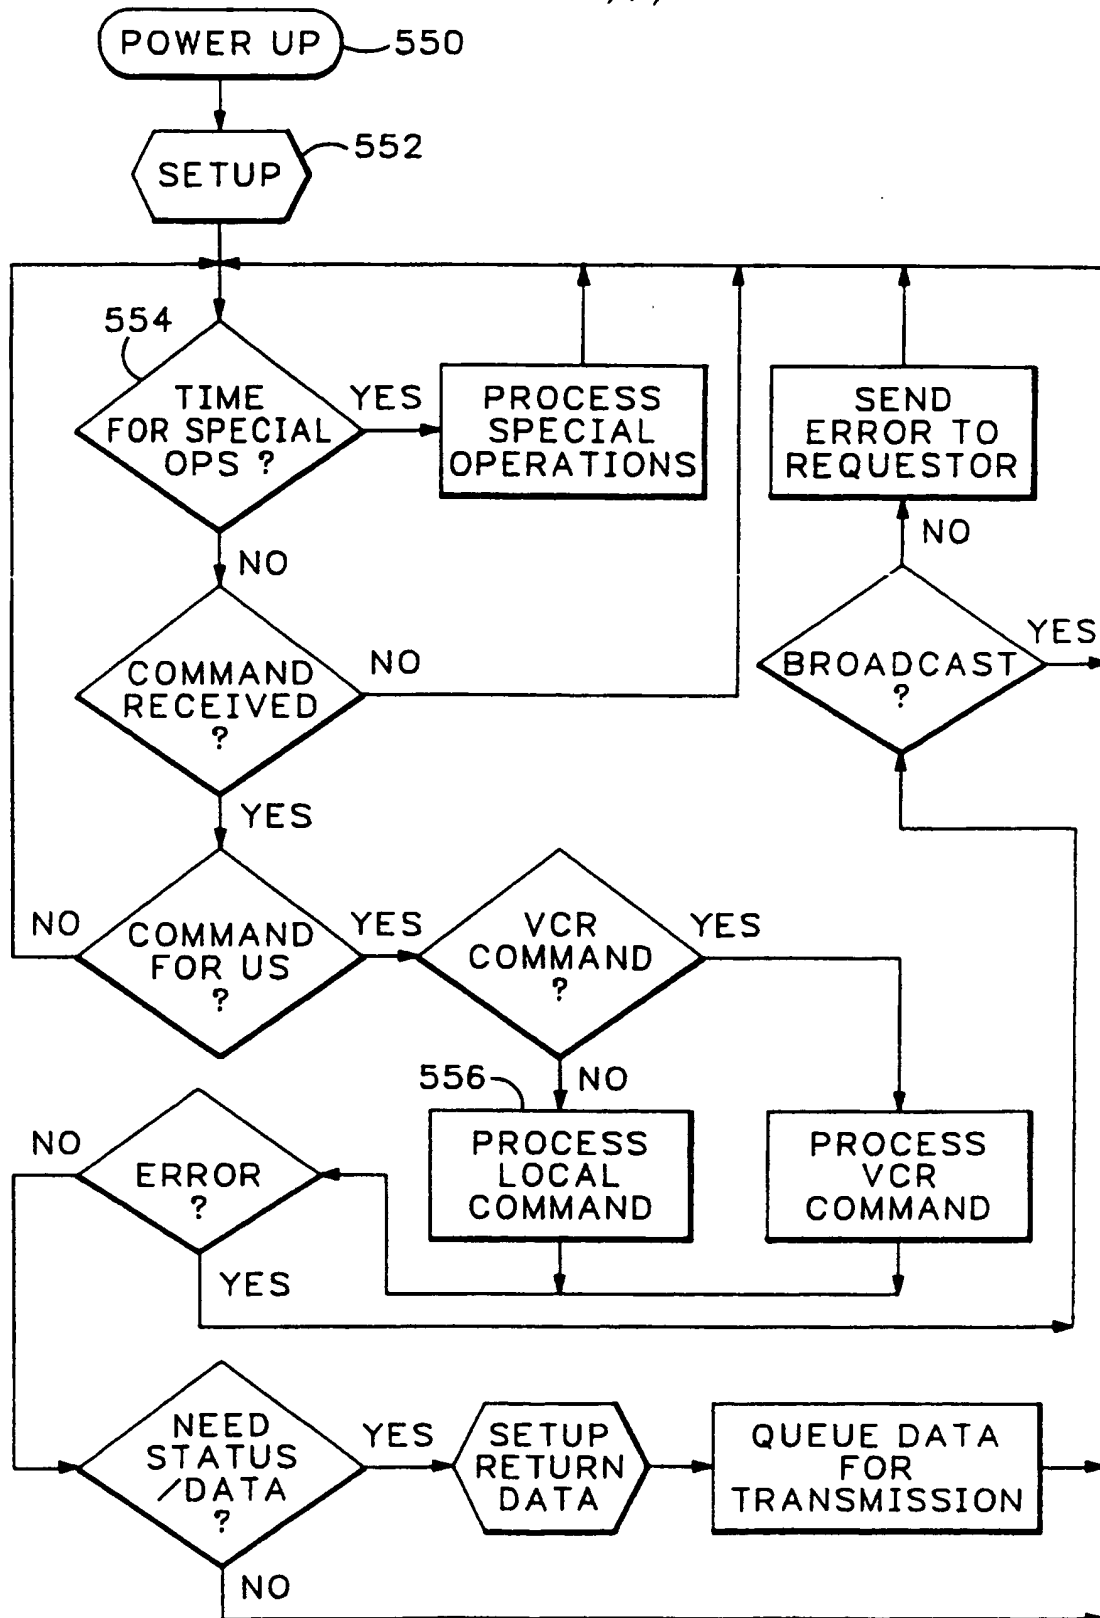 POWER UP
550
SETUP
552
554
TIME
FOR SPECIAL
OPS ?
YES
PROCESS
SPECIAL
OPERATIONS
SEND
ERROR TO
REQUESTOR
NO
NO
COMMAND
RECEIVED
?
NO
BROADCAST
?
YES
YES
NO
COMMAND
FOR US
?
YES
VCR
COMMAND
?
YES
556
NO
NO
ERROR
?
PROCESS
LOCAL
COMMAND
PROCESS
VCR
COMMAND
YES
NEED
STATUS
/DATA
?
YES
SETUP
RETURN
DATA
QUEUE DATA
FOR
TRANSMISSION
NO